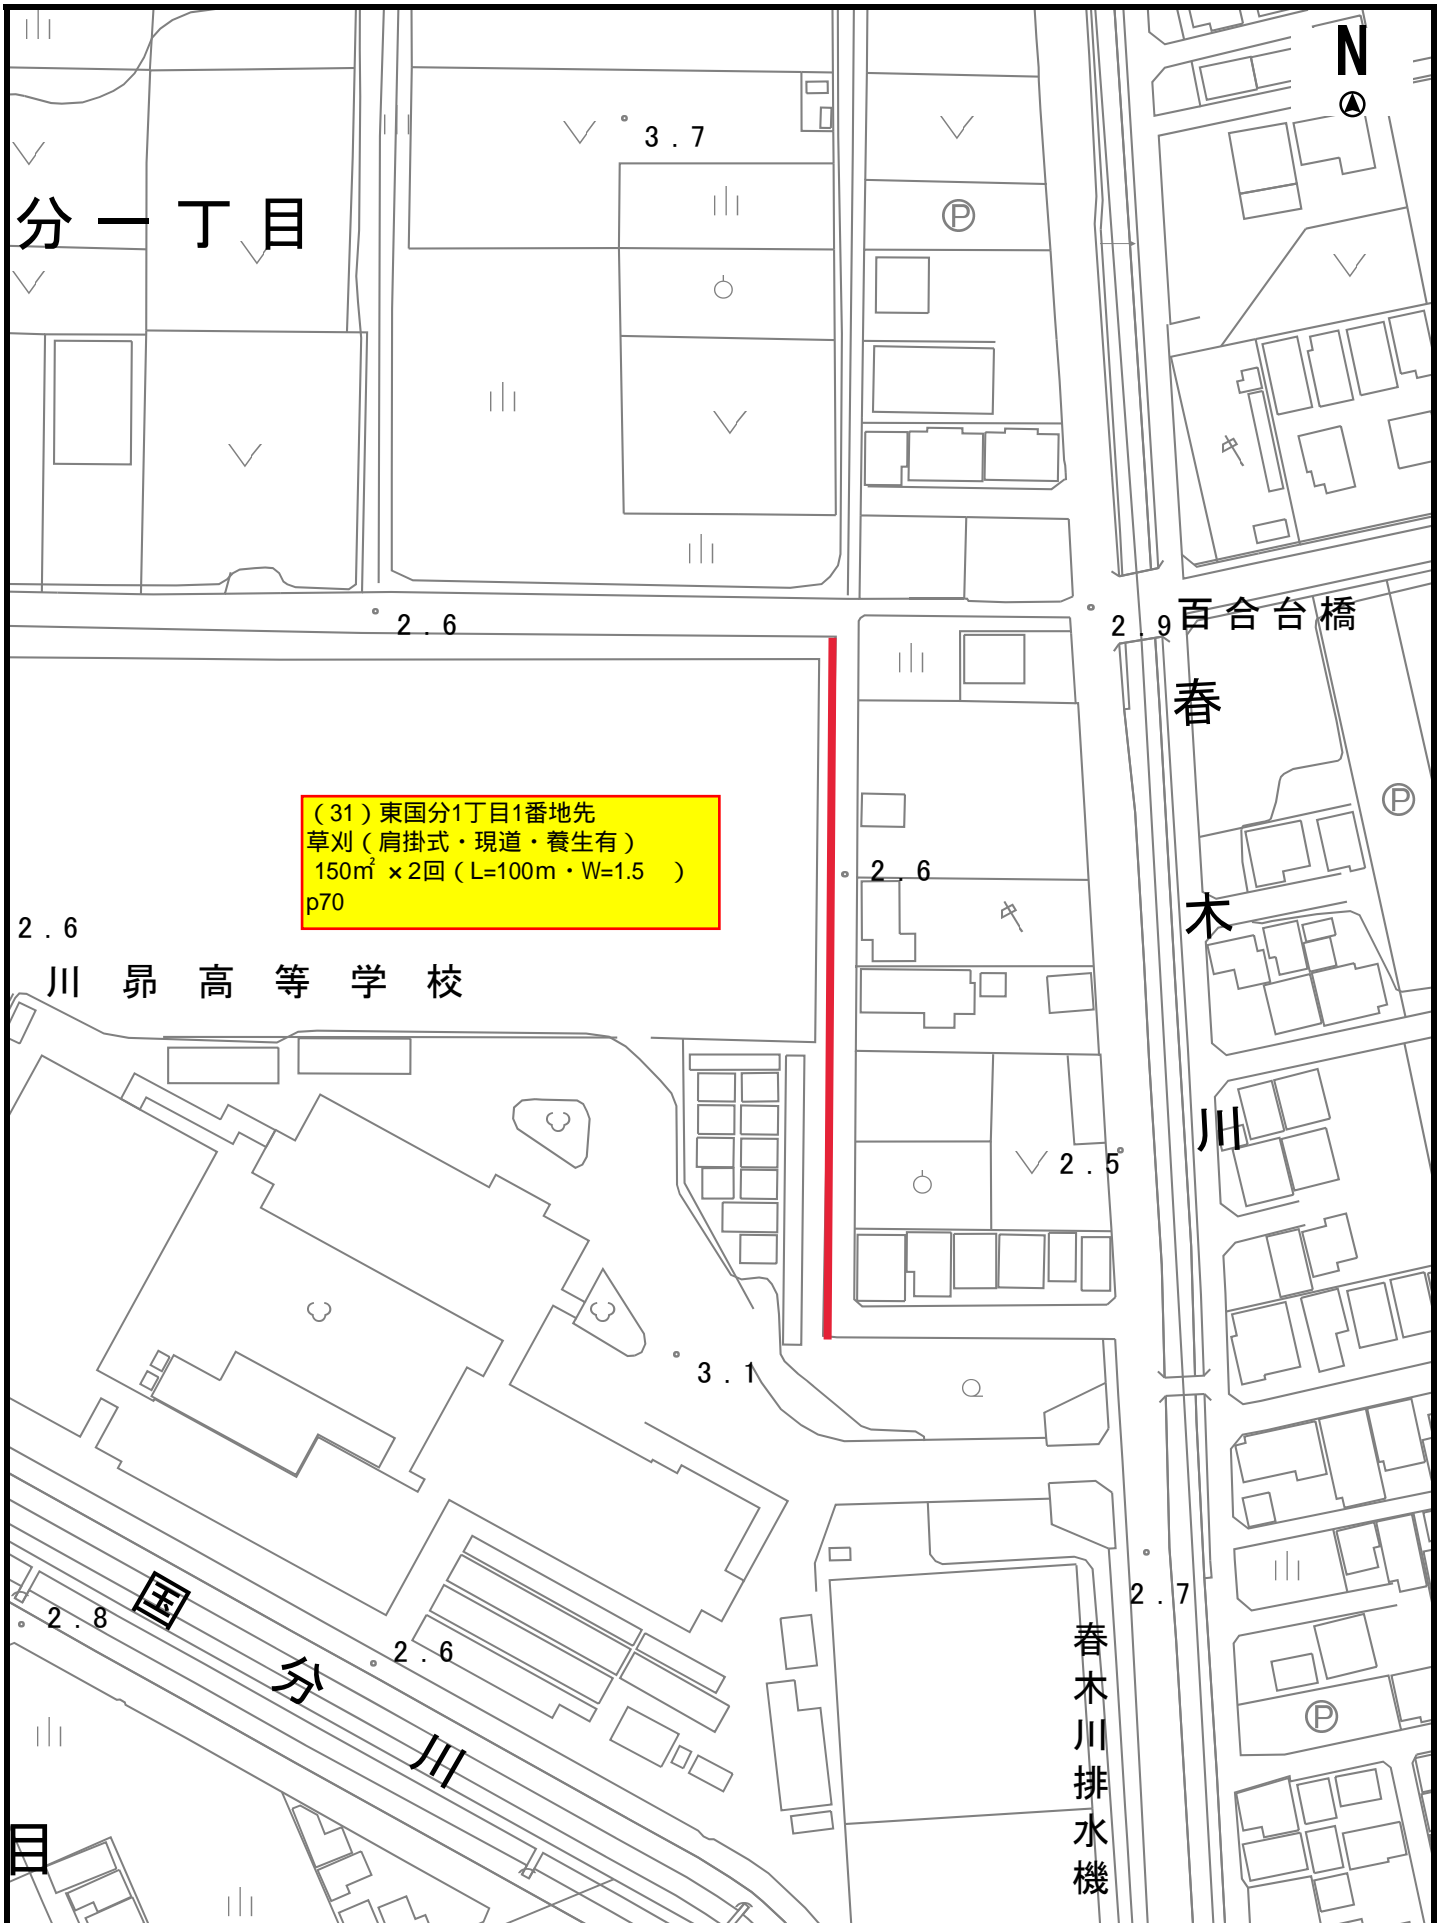 N
3.7
分一丁目
P
2.6
2.9
百合台橋
春木川
(31)東国分1丁目1番地先
草刈(肩掛式・現道・養生有)
150㎡ ×2回(L=100m・W=1.5 )
p70
P
2.6
2.6
川昴高等学校
2.5
3.1
2.7
2.8
国分川
2.6
春木川排水機
P
目